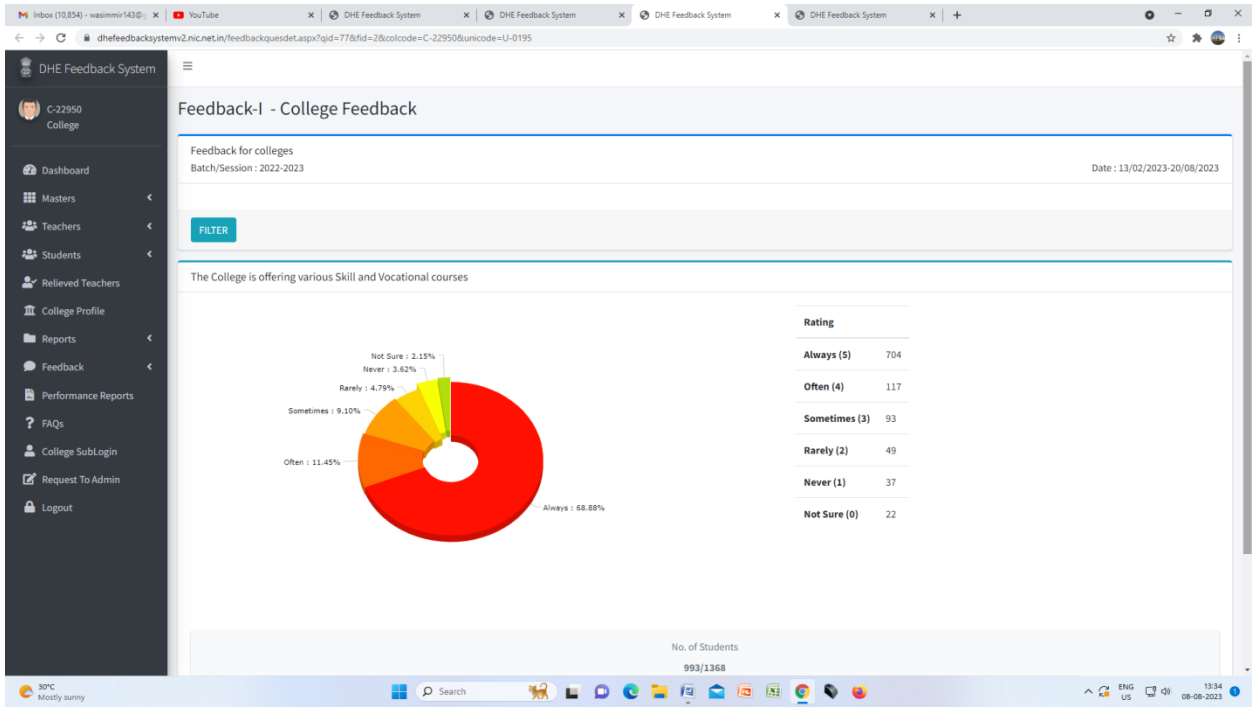 Inbox (10,854) - wasimmir143@g
YouTube
DHE Feedback System
DHE Feedback System
DHE Feedback System
DHE Feedback System
dhefeedbacksystemv2.nic.net.in/feedbackquesdet.aspx?qid=77&fid=2&colcode=C-22950&unicode=U-0195
DHE Feedback System
C-22950
College
Dashboard
Masters
Teachers
Students
Relieved Teachers
College Profile
Reports
Feedback
Performance Reports
FAQs
College SubLogin
Request To Admin
Logout
Feedback-I - College Feedback
Feedback for colleges
Batch/Session : 2022-2023
Date : 13/02/2023-20/08/2023
FILTER
The College is offering various Skill and Vocational courses
Not Sure : 2.15%
Never : 3.62%
Rarely : 4.79%
Sometimes : 9.10%
Often : 11.45%
Always : 68.88%
Rating
Always (5) 704
Often (4) 117
Sometimes (3) 93
Rarely (2) 49
Never (1) 37
Not Sure (0) 22
No. of Students
993/1368
30°C
Mostly sunny
Search
ENG
US
13:34
08-08-2023
1